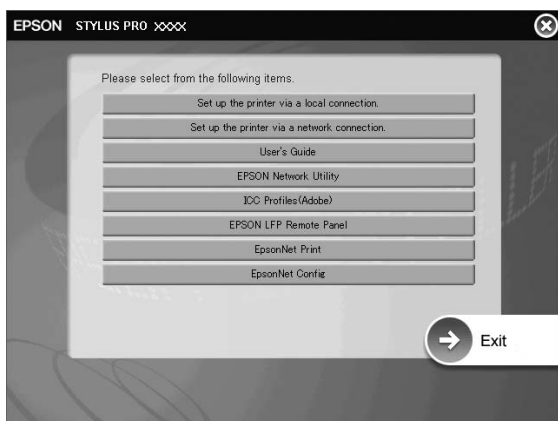 EPSON STYLUS PRO XXXX
Please select from the following items.
Set up the printer via a local connection.
Set up the printer via a network connection.
User's Guide
EPSON Network Utility
ICC Profiles(Adobe)
EPSON LFP Remote Panel
EpsonNet Print
EpsonNet Config
Exit